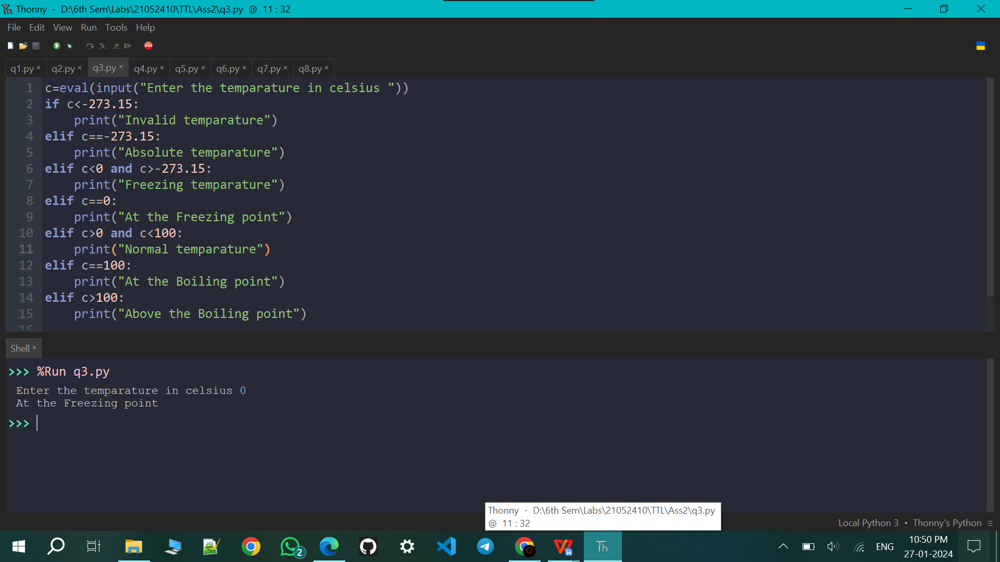 Thonny - D:\6th Sem\Labs\21052410\TTL\Ass2\q3.py @ 11 : 32
File Edit View Run Tools Help
STOP
q1.py × q2.py × q3.py × q4.py × q5.py × q6.py × q7.py × q8.py ×
1 c=eval(input("Enter the temparature in celsius "))
2 if c<-273.15:
3     print("Invalid temparature")
4 elif c==-273.15:
5     print("Absolute temparature")
6 elif c<0 and c>-273.15:
7     print("Freezing temparature")
8 elif c==0:
9     print("At the Freezing point")
10 elif c>0 and c<100:
11     print("Normal temparature")
12 elif c==100:
13     print("At the Boiling point")
14 elif c>100:
15     print("Above the Boiling point")
16
Shell ×
>>> %Run q3.py
Enter the temparature in celsius 0
At the Freezing point
>>>
Thonny - D:\6th Sem\Labs\21052410\TTL\Ass2\q3.py
@ 11 : 32
Local Python 3 • Thonny's Python ≡
2
Th
ENG
10:50 PM
27-01-2024